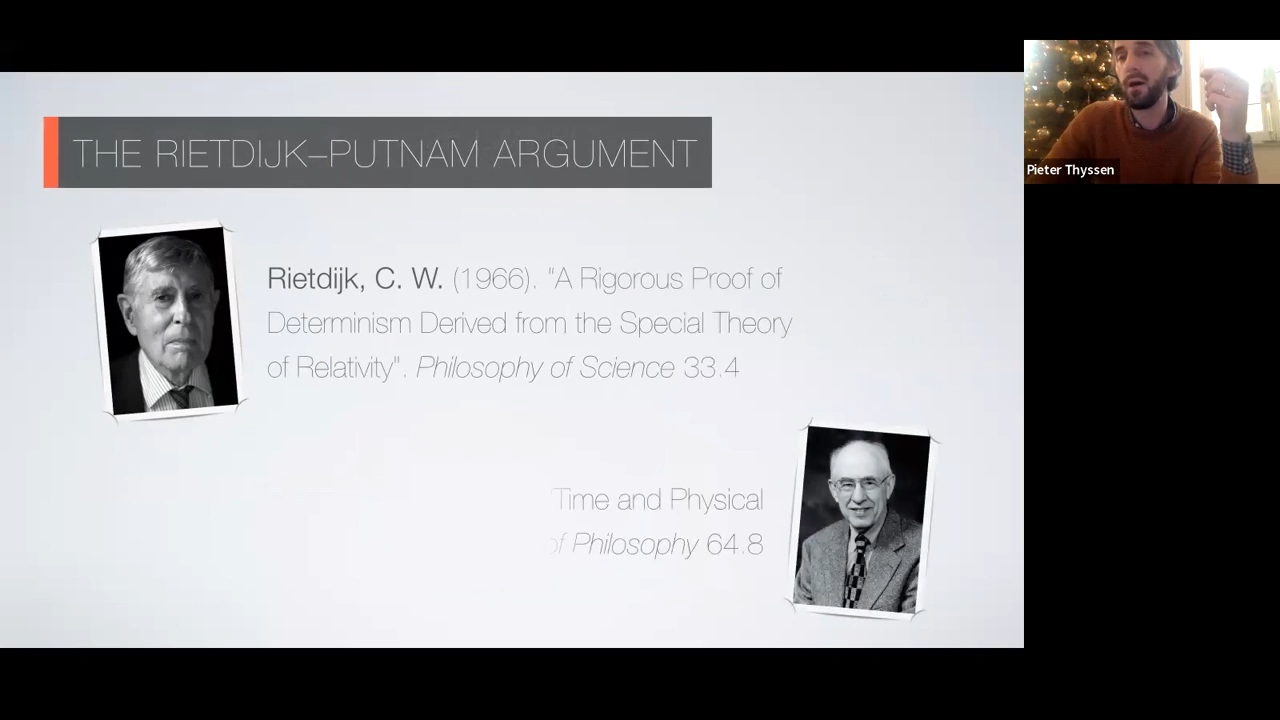 THE RIETDIJK–PUTNAM ARGUMENT
Pieter Thyssen
Rietdijk, C. W. (1966). "A Rigorous Proof of
Determinism Derived from the Special Theory
of Relativity". Philosophy of Science 33.4
"Time and Physical
of Philosophy 64.8